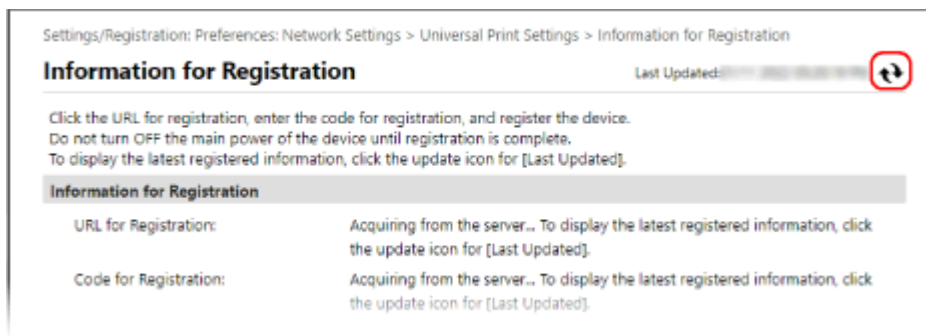 Settings/Registration: Preferences: Network Settings > Universal Print Settings > Information for Registration
Information for Registration
Last Updated:
Click the URL for registration, enter the code for registration, and register the device.
Do not turn OFF the main power of the device until registration is complete.
To display the latest registered information, click the update icon for [Last Updated].
Information for Registration
URL for Registration: Acquiring from the server... To display the latest registered information, click
the update icon for [Last Updated].
Code for Registration: Acquiring from the server... To display the latest registered information, click
the update icon for [Last Updated].